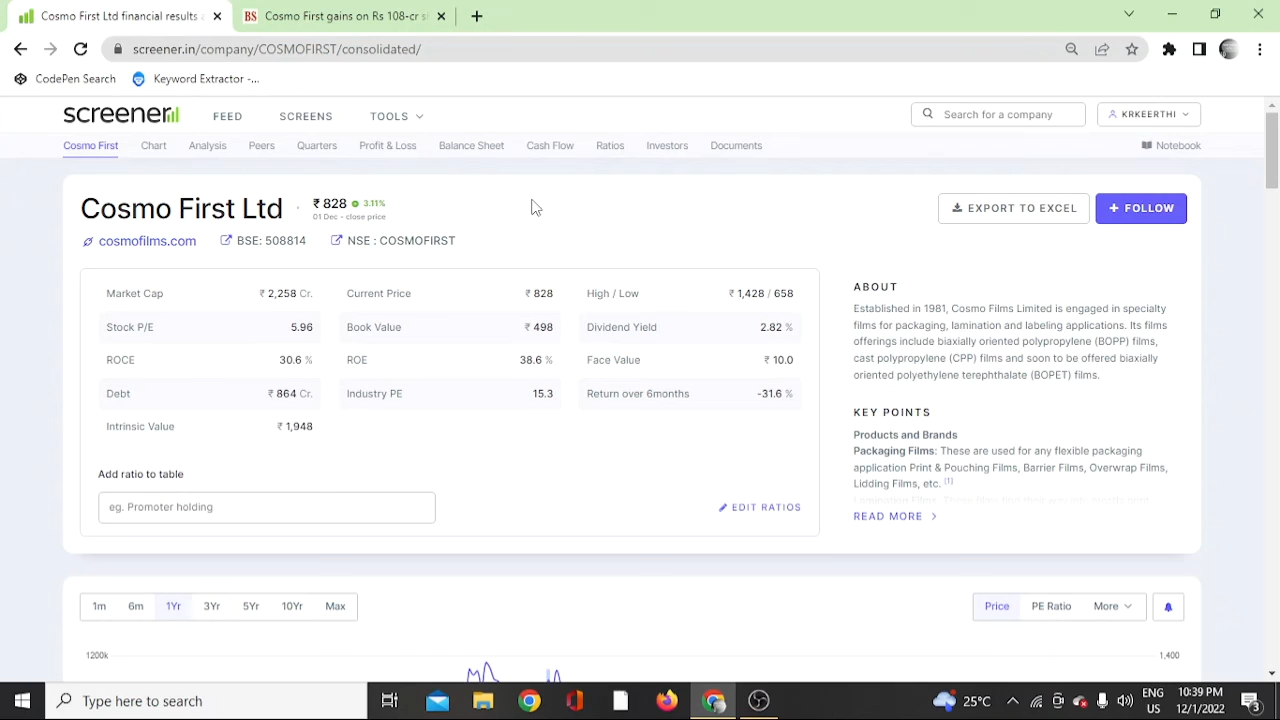 Cosmo First Ltd financial results a
Cosmo First gains on Rs 108-cr s
screener.in/company/COSMOFIRST/consolidated/
CodePen Search
Keyword Extractor -...
screener
FEED
SCREENS
TOOLS
Search for a company
KRKEERTHI
Cosmo First
Chart
Analysis
Peers
Quarters
Profit & Loss
Balance Sheet
Cash Flow
Ratios
Investors
Documents
Notebook
Cosmo First Ltd
₹ 828
3.11%
01 Dec - close price
EXPORT TO EXCEL
FOLLOW
cosmofilms.com
BSE: 508814
NSE : COSMOFIRST
Market Cap ₹ 2,258 Cr.
Current Price ₹ 828
High / Low ₹ 1,428 / 658
Stock P/E 5.96
Book Value ₹ 498
Dividend Yield 2.82 %
ROCE 30.6 %
ROE 38.6 %
Face Value ₹ 10.0
Debt ₹ 864 Cr.
Industry PE 15.3
Return over 6months -31.6 %
Intrinsic Value ₹ 1,948
Add ratio to table
eg. Promoter holding
EDIT RATIOS
ABOUT
Established in 1981, Cosmo Films Limited is engaged in specialty
films for packaging, lamination and labeling applications. Its films
offerings include biaxially oriented polypropylene (BOPP) films,
cast polypropylene (CPP) films and soon to be offered biaxially
oriented polyethylene terephthalate (BOPET) films.
KEY POINTS
Products and Brands
Packaging Films: These are used for any flexible packaging
application Print & Pouching Films, Barrier Films, Overwrap Films,
Lidding Films, etc. [1]
READ MORE
1m
6m
1Yr
3Yr
5Yr
10Yr
Max
Price
PE Ratio
More
1200k
1,400
Type here to search
25°C
ENG
US
10:39 PM
12/1/2022
3